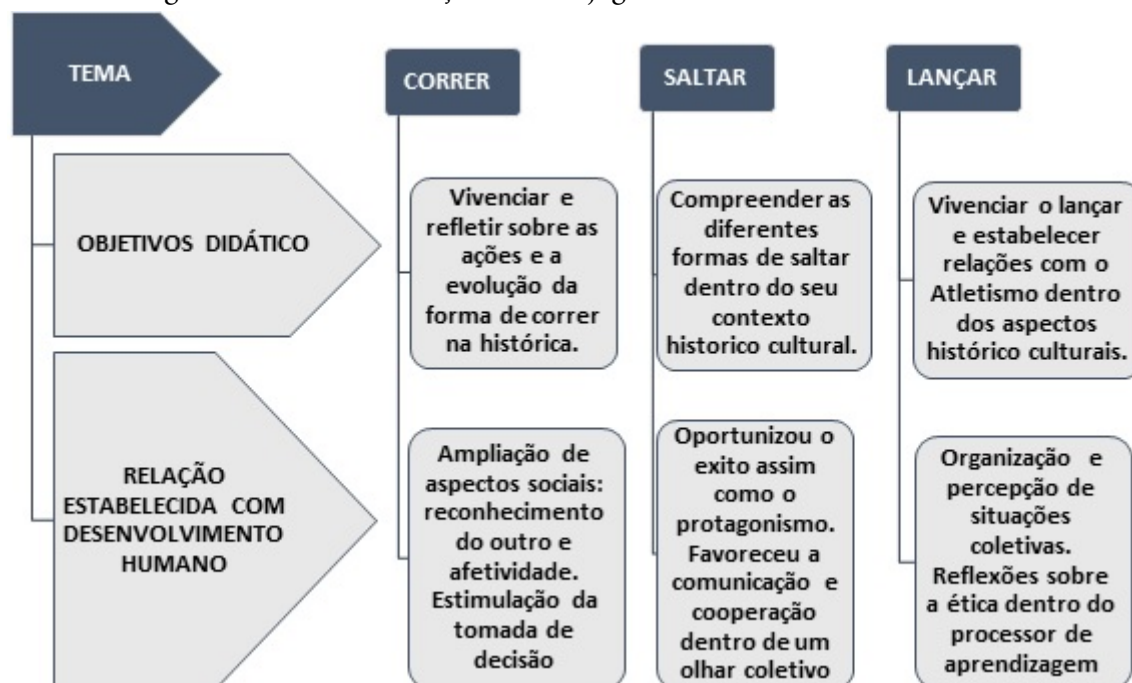 TEMA
CORRER
SALTAR
LANÇAR
OBJETIVOS DIDÁTICO
Vivenciar e
refletir sobre as
ações e a
evolução da
forma de correr
na histórica.
Compreender as
diferentes
formas de saltar
dentro do seu
contexto
historico cultural.
Vivenciar o lançar
e estabelecer
relações com o
Atletismo dentro
dos aspectos
histórico culturais.
RELAÇÃO
ESTABELECIDA COM
DESENVOLVIMENTO
HUMANO
Ampliação de
aspectos sociais:
reconhecimento
do outro e
afetividade.
Estimulação da
tomada de
decisão
Oportunizou o
exito assim
como o
protagonismo.
Favoreceu a
comunicação e
cooperação
dentro de um
olhar coletivo
Organização e
percepção de
situações
coletivas.
Reflexões sobre
a ética dentro do
processor de
aprendizagem